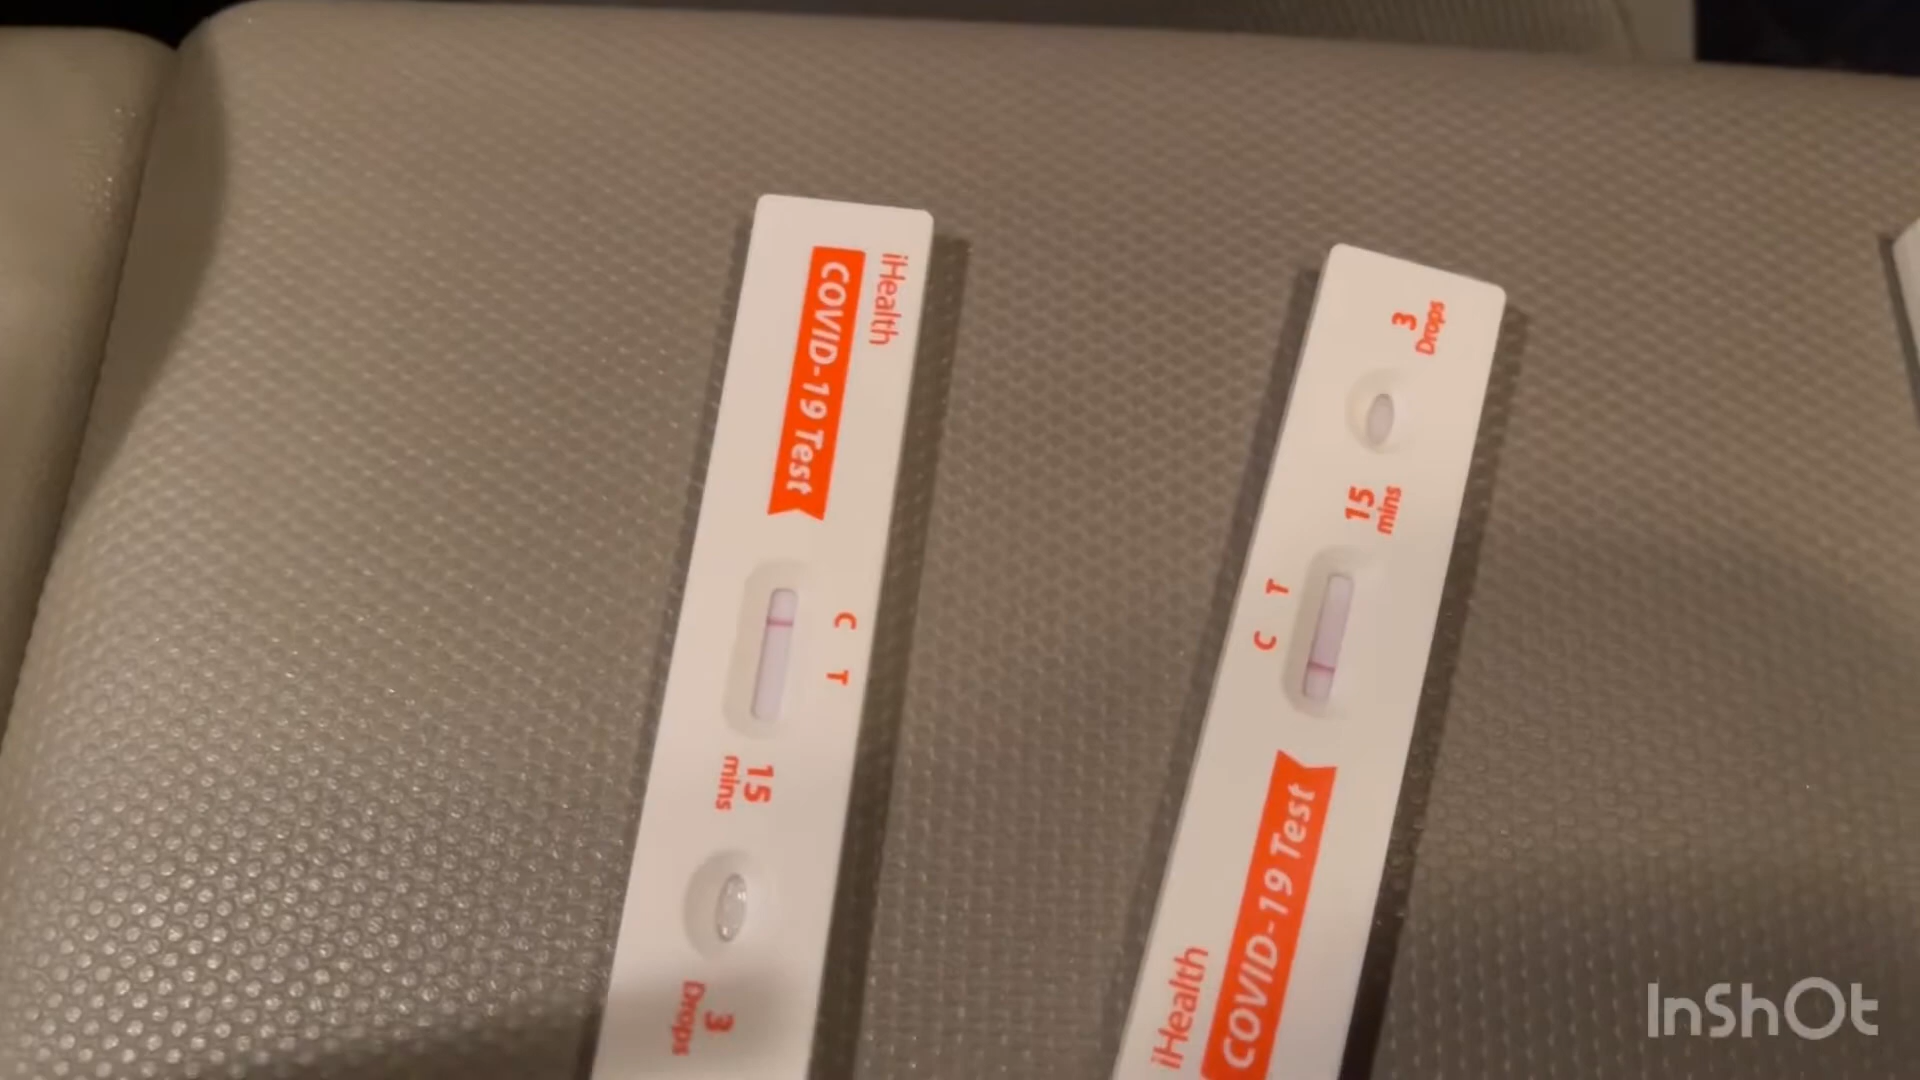 iHealth
COVID-19 Test
C T
15 mins
3 Drops
3 Drops
15 mins
C T
COVID-19 Test
iHealth
InShOt